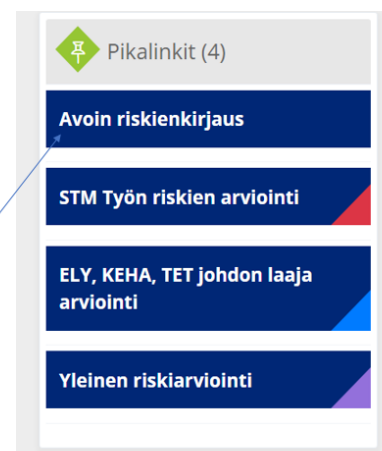 Pikalinkit (4)
Avoin riskienkirjaus
STM Työn riskien arviointi
ELY, KEHA, TET johdon laaja
arviointi
Yleinen riskiarviointi